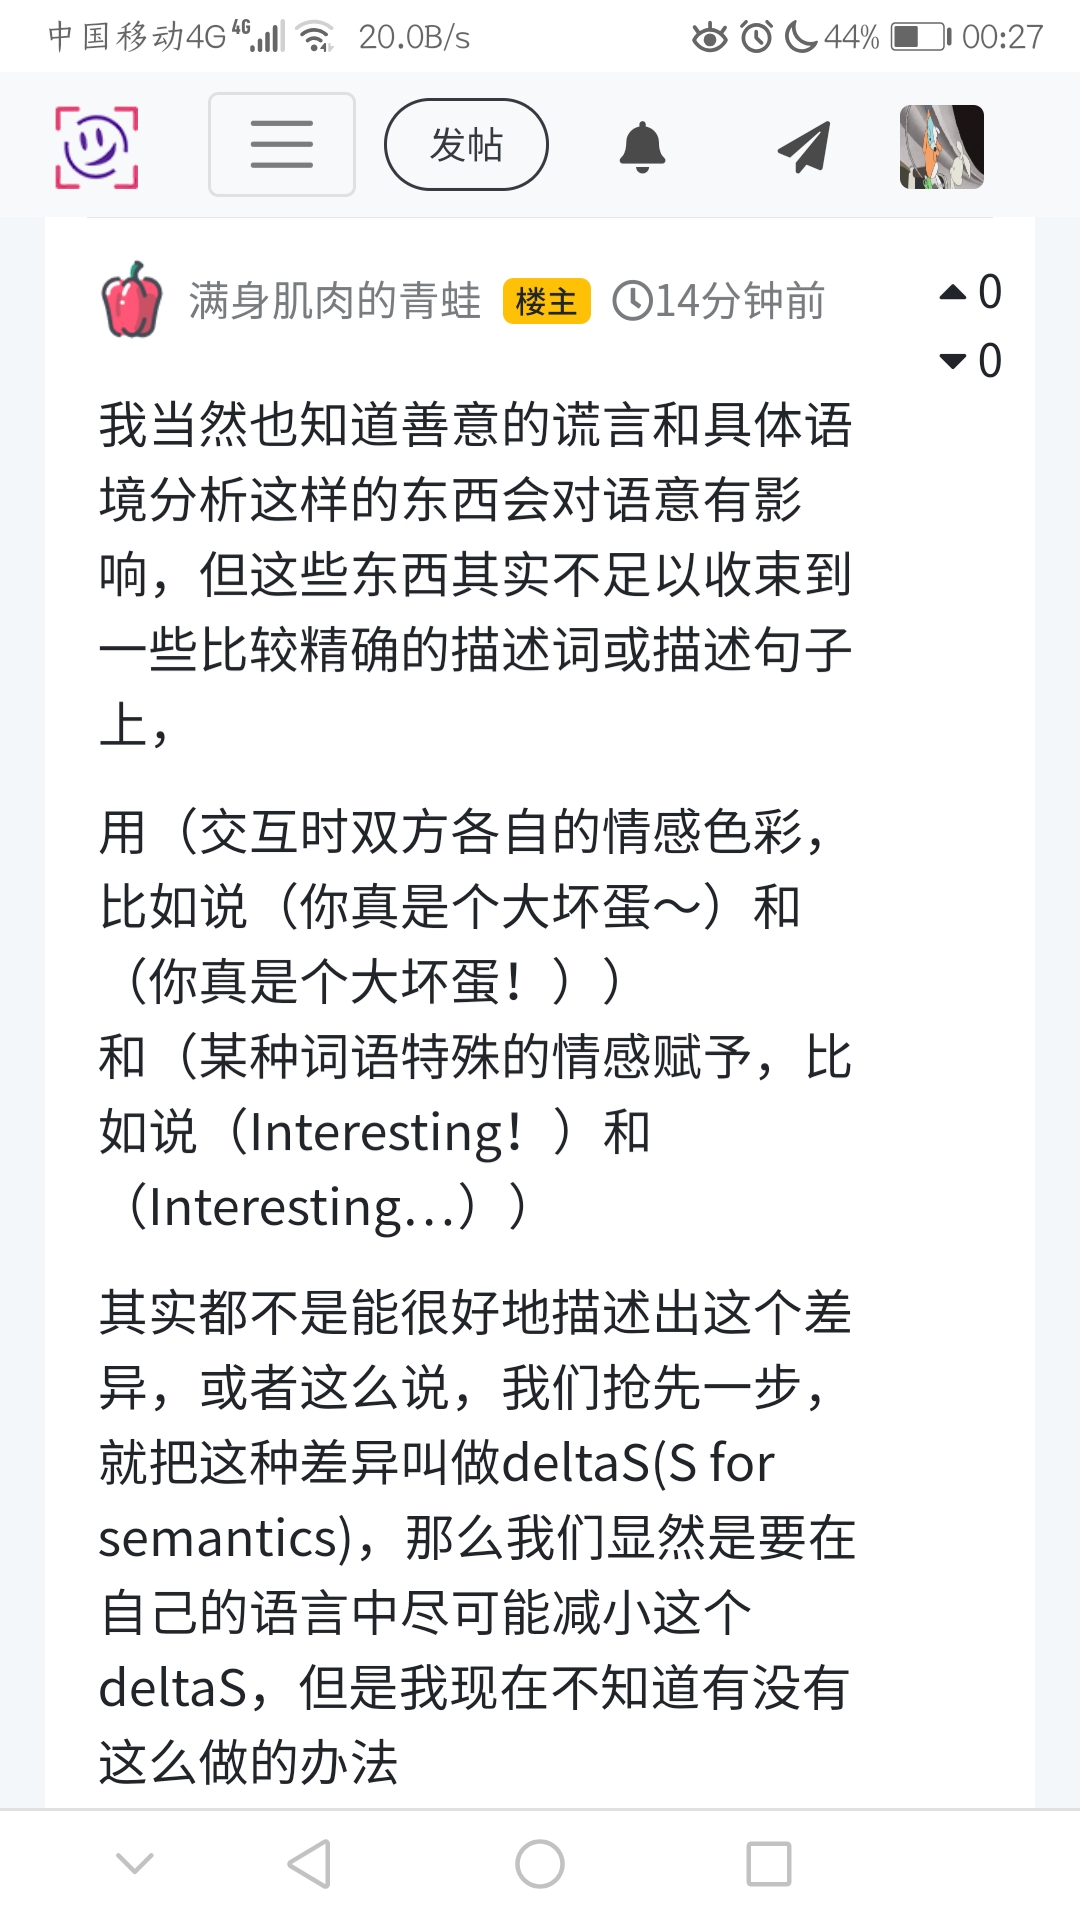 中国移动4G 4G 20.0B/s 44% 00:27
发帖
满身肌肉的青蛙 楼主 14分钟前 0
0
我当然也知道善意的谎言和具体语
境分析这样的东西会对语意有影
响，但这些东西其实不足以收束到
一些比较精确的描述词或描述句子
上，
用（交互时双方各自的情感色彩，
比如说（你真是个大坏蛋～）和
（你真是个大坏蛋！））
和（某种词语特殊的情感赋予，比
如说（Interesting！）和
（Interesting…））
其实都不是能很好地描述出这个差
异，或者这么说，我们抢先一步，
就把这种差异叫做deltaS(S for
semantics)，那么我们显然是要在
自己的语言中尽可能减小这个
deltaS，但是我现在不知道有没有
这么做的办法